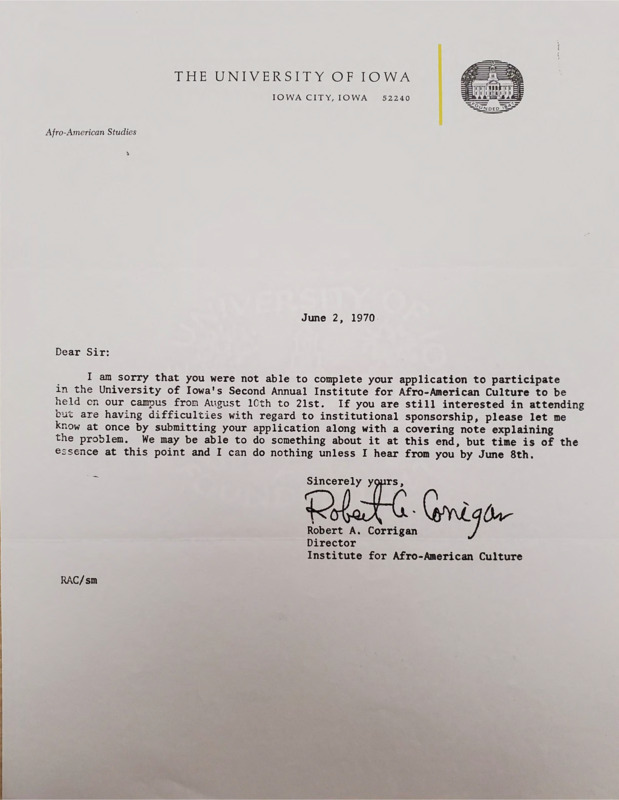 THE UNIVERSITY OF IOWA
IOWA CITY, IOWA 52240
FOUNDED
Afro-American Studies
June 2, 1970
Dear Sir:
I am sorry that you were not able to complete your application to participate
in the University of Iowa's Second Annual Institute for Afro-American Culture to be
held on our campus from August 10th to 21st. If you are still interested in attending
but are having difficulties with regard to institutional sponsorship, please let me
know at once by submitting your application along with a covering note explaining
the problem. We may be able to do something about it at this end, but time is of the
essence at this point and I can do nothing unless I hear from you by June 8th.
Sincerely yours,
Robert A. Corrigan
Robert A. Corrigan
Director
Institute for Afro-American Culture
RAC/sm